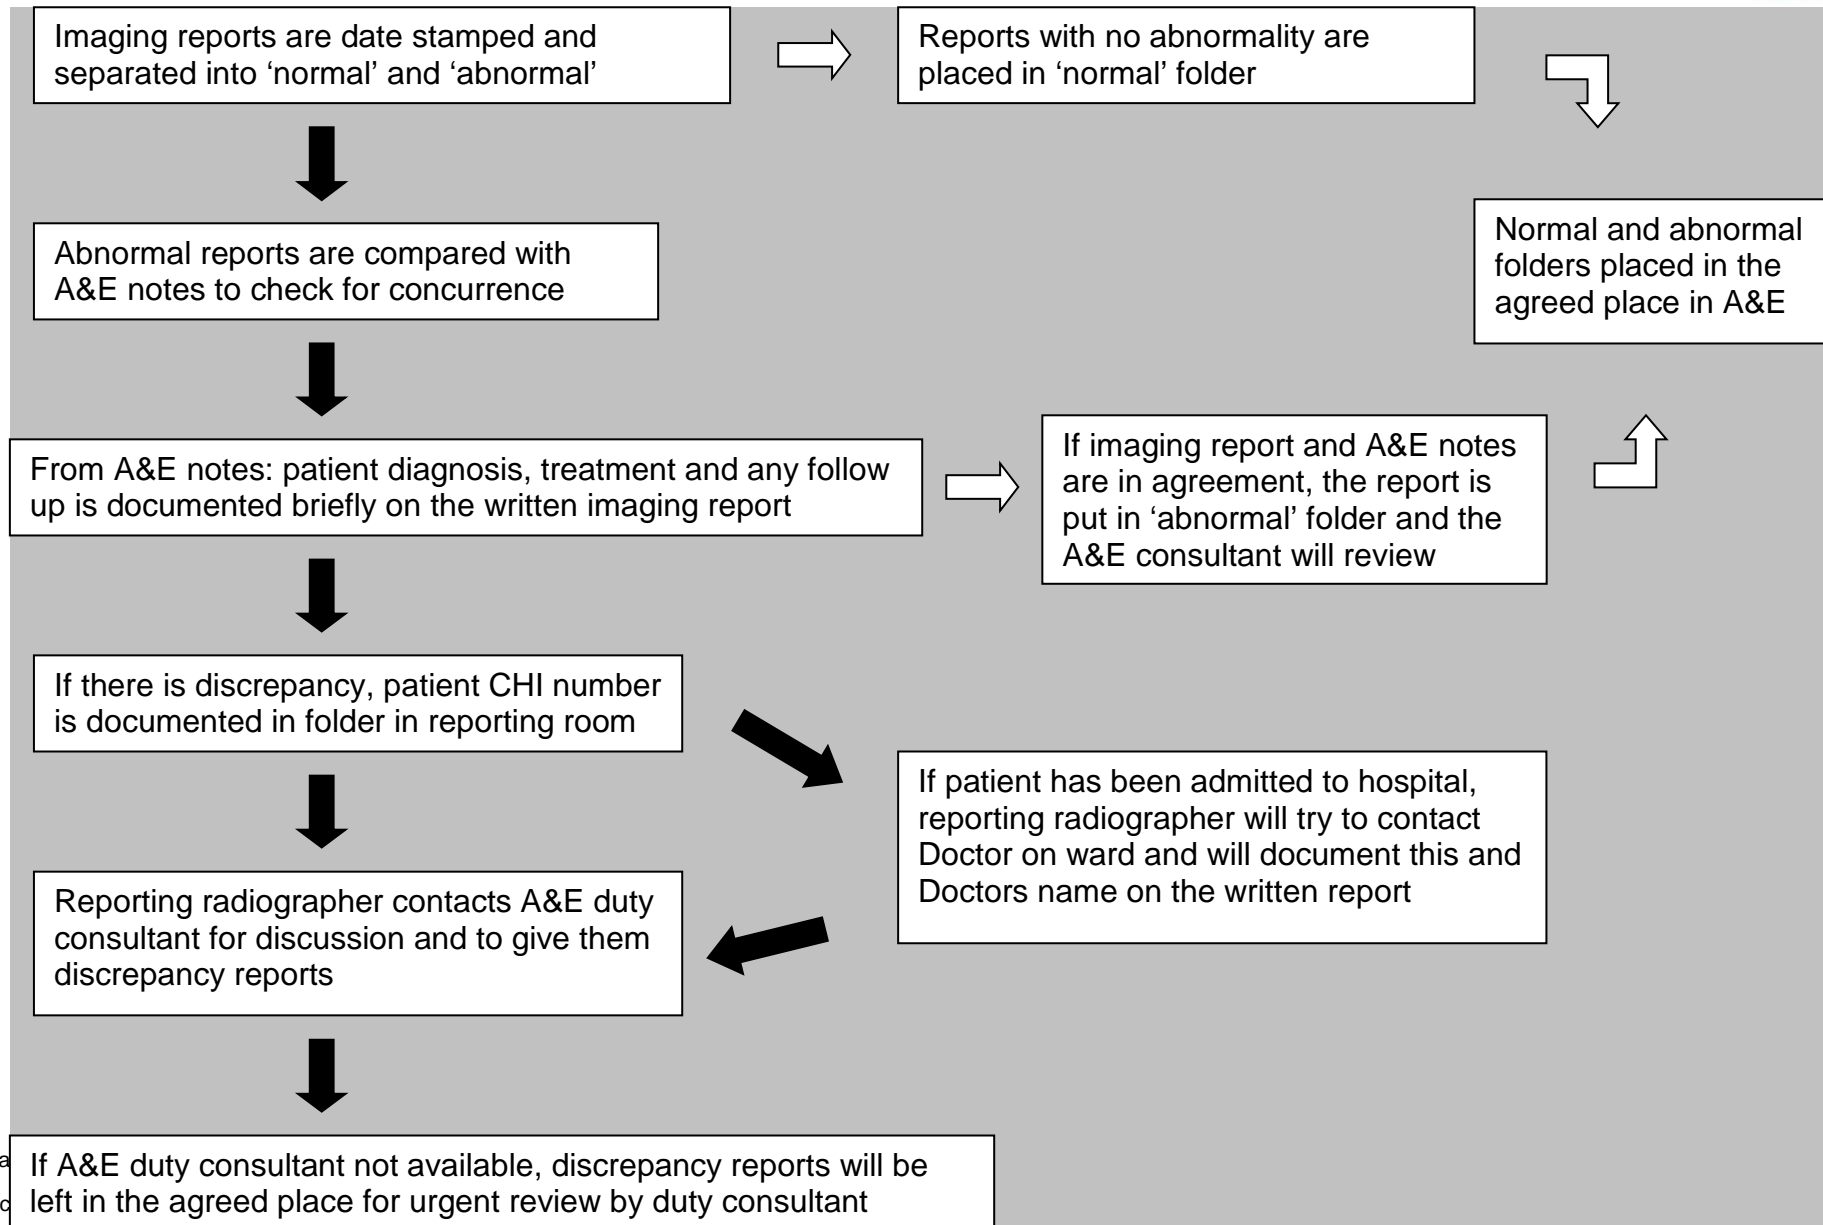 Imaging reports are date stamped and
separated into ‘normal’ and ‘abnormal’
Reports with no abnormality are
placed in ‘normal’ folder
Normal and abnormal
folders placed in the
agreed place in A&E
Abnormal reports are compared with
A&E notes to check for concurrence
From A&E notes: patient diagnosis, treatment and any follow
up is documented briefly on the written imaging report
If imaging report and A&E notes
are in agreement, the report is
put in ‘abnormal’ folder and the
A&E consultant will review
If there is discrepancy, patient CHI number
is documented in folder in reporting room
If patient has been admitted to hospital,
reporting radiographer will try to contact
Doctor on ward and will document this and
Doctors name on the written report
Reporting radiographer contacts A&E duty
consultant for discussion and to give them
discrepancy reports
If A&E duty consultant not available, discrepancy reports will be
left in the agreed place for urgent review by duty consultant